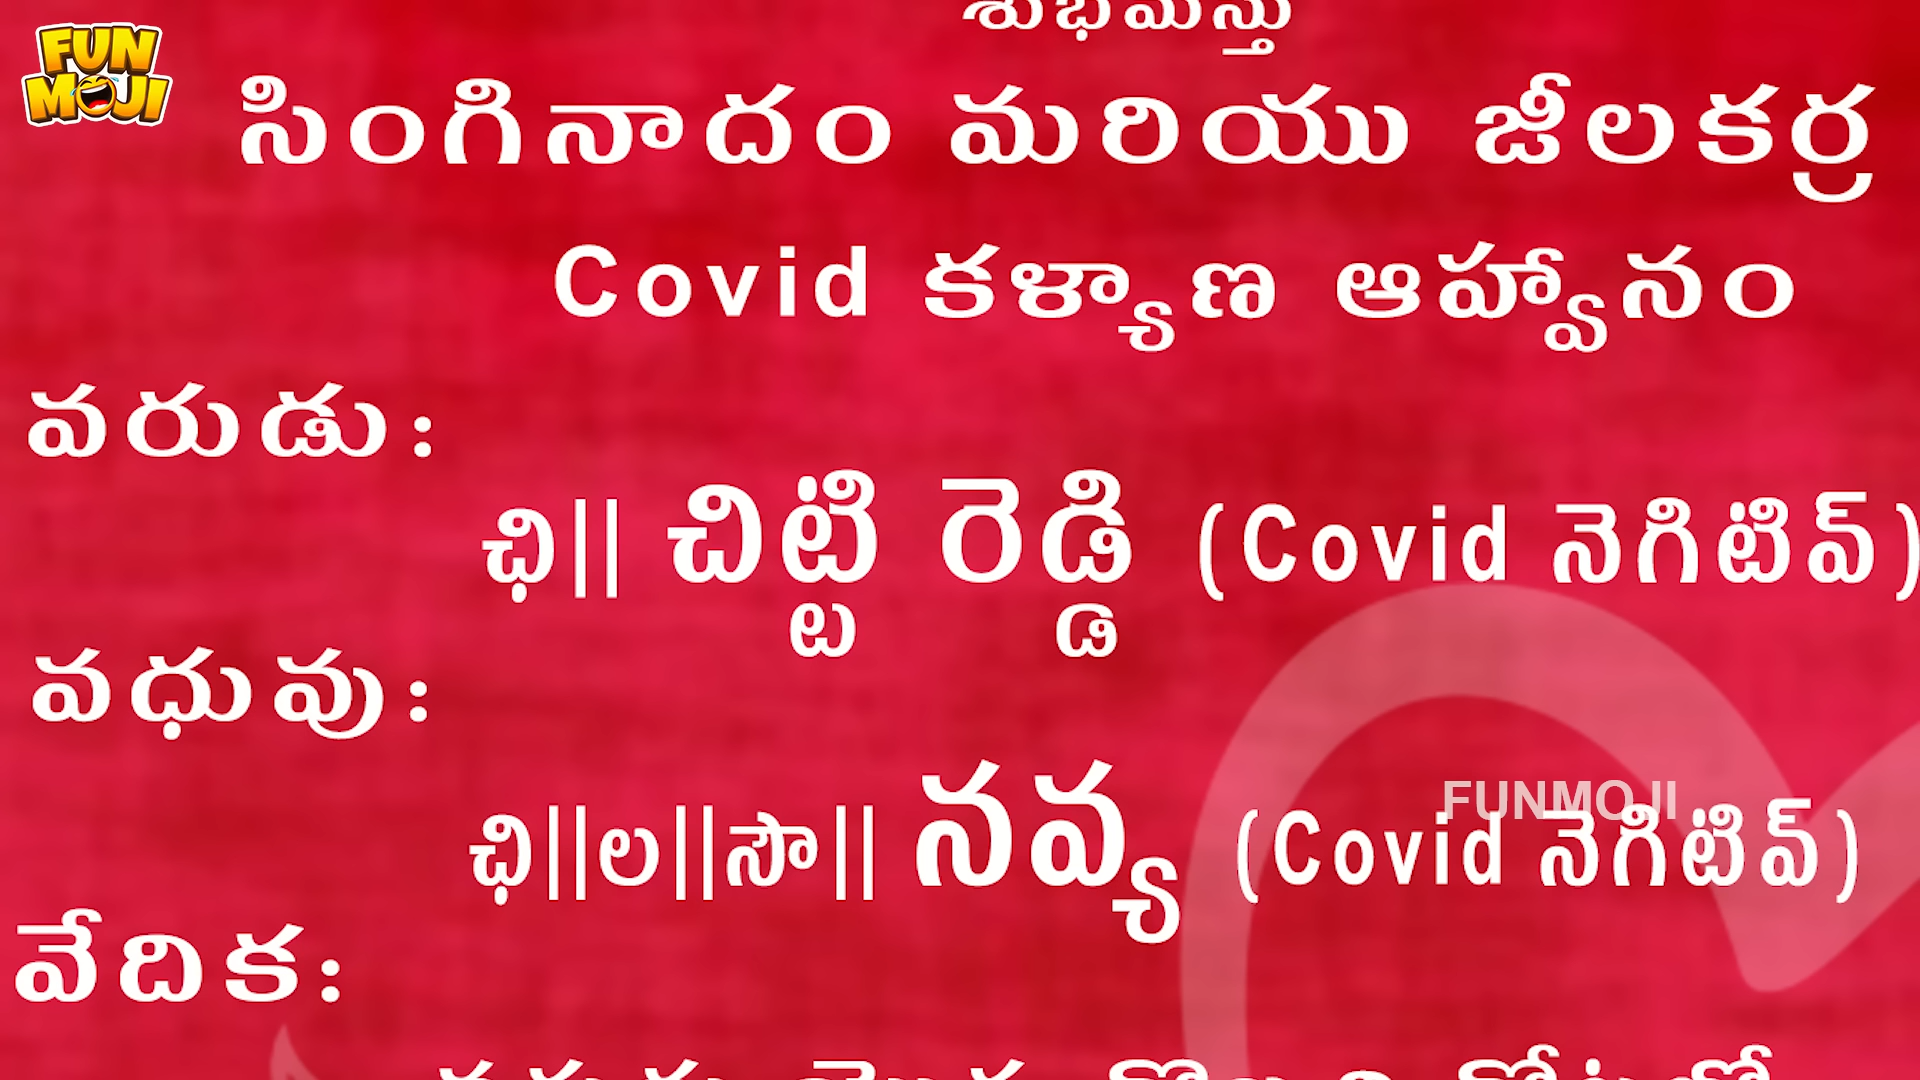 FUN
MOJI
శుభమస్తు
సింగినాదం మరియు జీలకర్ర
Covid కళ్యాణ ఆహ్వానం
వరుడు:
ఛి|| చిట్టి రెడ్డి (Covid నెగిటివ్)
వధువు:
ఛి||ల||సౌ|| నవ్య (Covid నెగిటివ్)
FUNMOJI
వేదిక: